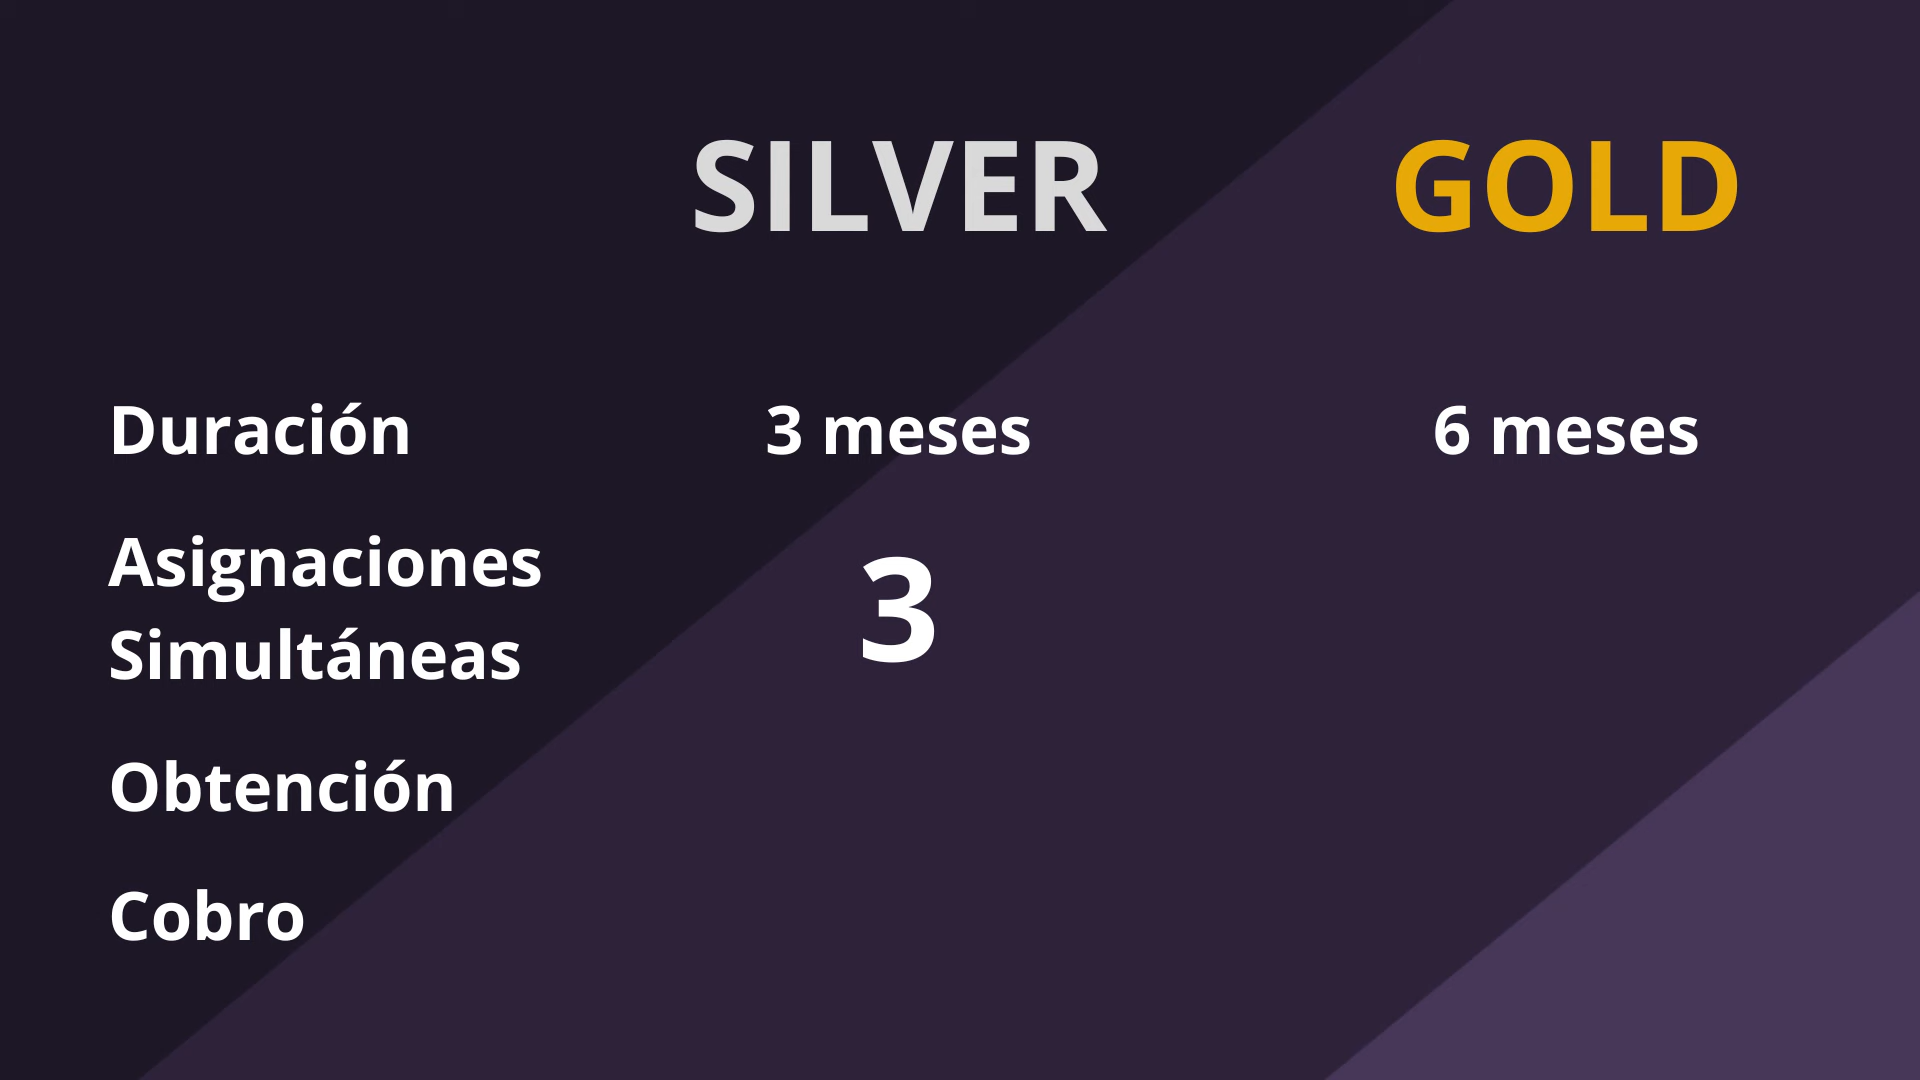 SILVER GOLD
Duración 3 meses 6 meses
Asignaciones
Simultáneas
3
Obtención
Cobro